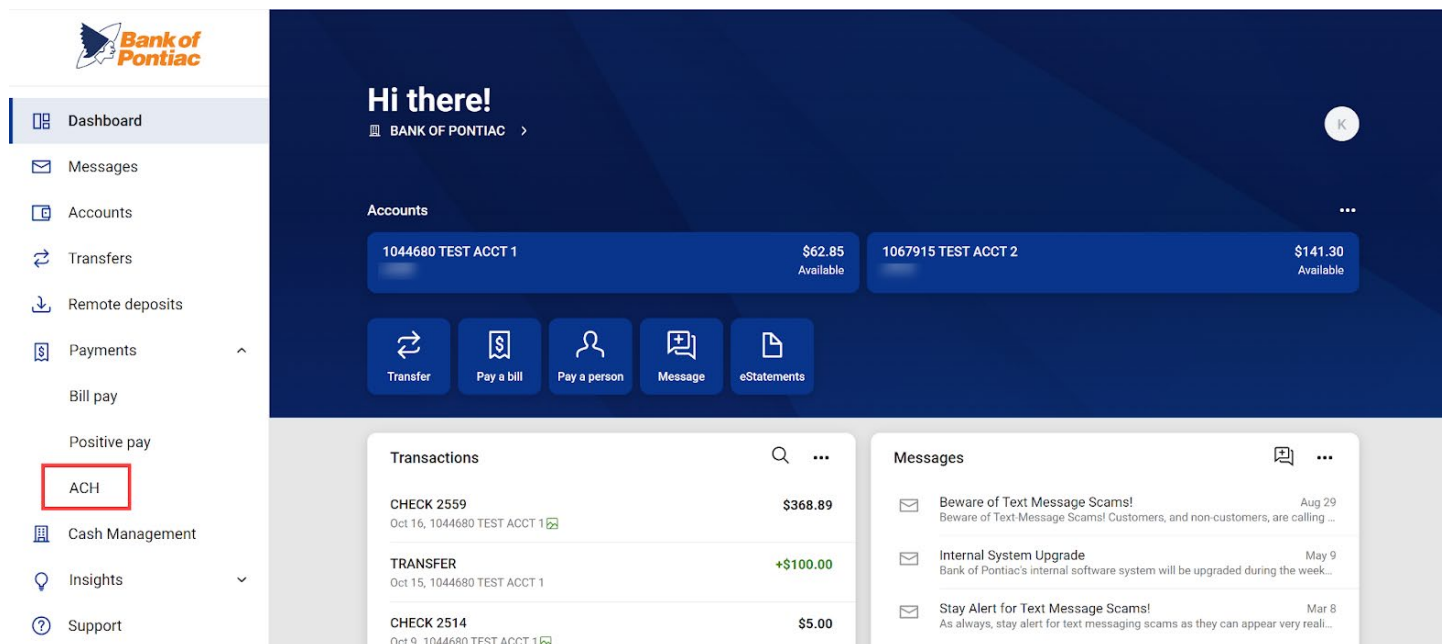 Bank of
Pontiac
Dashboard
Messages
Accounts
Transfers
Remote deposits
Payments
Bill pay
Positive pay
ACH
Cash Management
Insights
Support
Hi there!
BANK OF PONTIAC >
K
Accounts
1044680 TEST ACCT 1
$62.85
Available
1067915 TEST ACCT 2
$141.30
Available
Transfer
Pay a bill
Pay a person
Message
eStatements
Transactions
CHECK 2559
$368.89
Oct 16, 1044680 TEST ACCT 1
TRANSFER
+$100.00
Oct 15, 1044680 TEST ACCT 1
CHECK 2514
$5.00
Oct 9, 1044680 TEST ACCT 1
Messages
Beware of Text Message Scams!
Aug 29
Beware of Text-Message Scams! Customers, and non-customers, are calling ...
Internal System Upgrade
May 9
Bank of Pontiac's internal software system will be upgraded during the week...
Stay Alert for Text Message Scams!
Mar 8
As always, stay alert for text messaging scams as they can appear very reali...